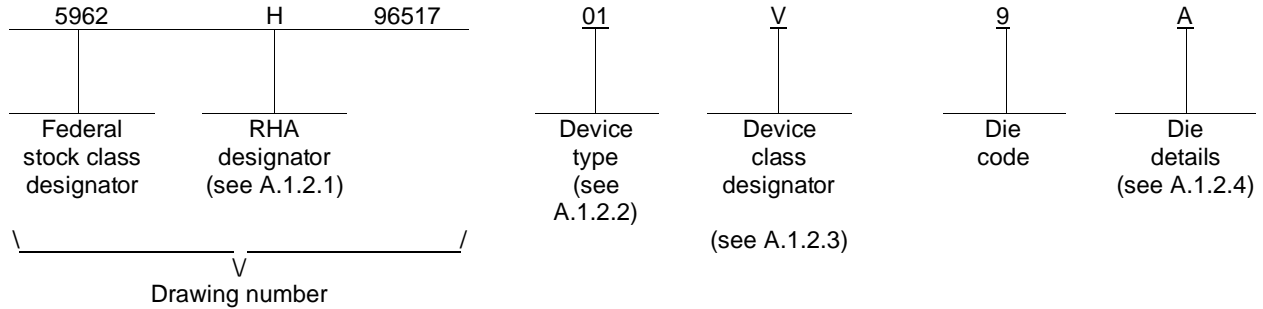 5962 H 96517 01 V 9 A
Federal stock class designator
RHA designator (see A.1.2.1)
Device type (see A.1.2.2)
Device class designator (see A.1.2.3)
Die code
Die details (see A.1.2.4)
\ /
\/
Drawing number